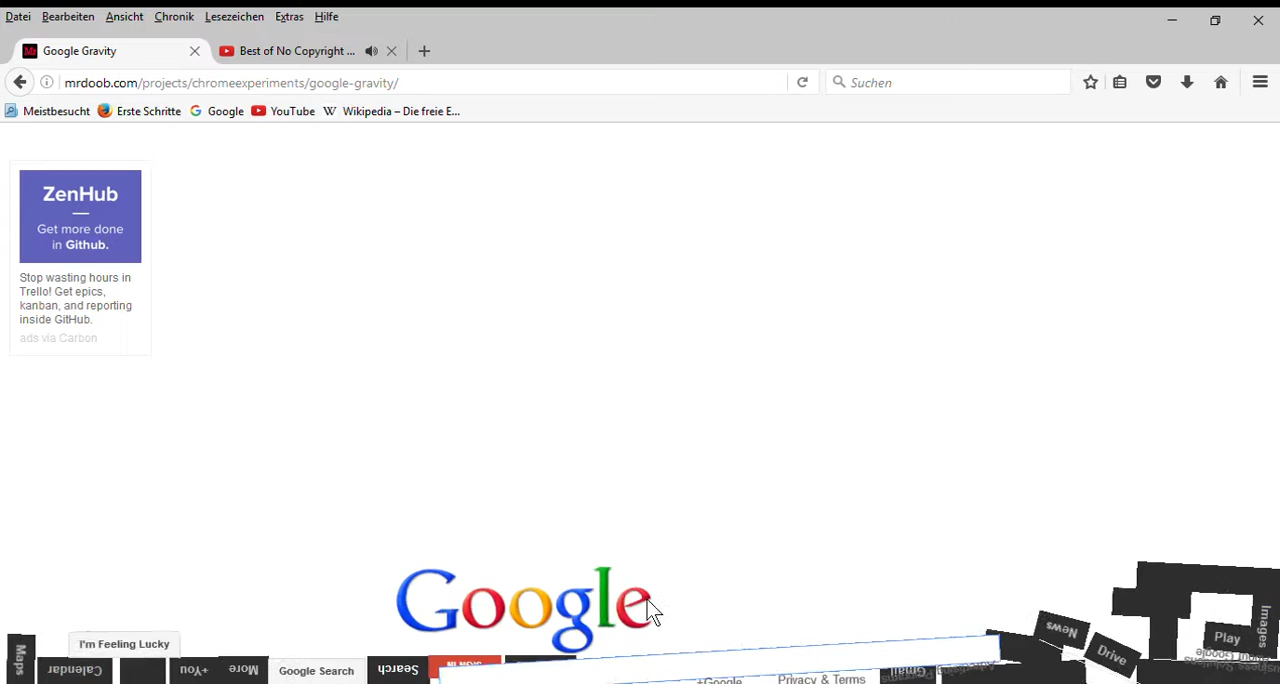 Datei Bearbeiten Ansicht Chronik Lesezeichen Extras Hilfe
Google Gravity
Best of No Copyright ...
mrdoob.com/projects/chromeexperiments/google-gravity/
Suchen
Meistbesucht Erste Schritte Google YouTube Wikipedia – Die freie E...
ZenHub
Get more done
in Github.
Stop wasting hours in
Trello! Get epics,
kanban, and reporting
inside GitHub.
ads via Carbon
Google
I'm Feeling Lucky
Maps
Calendar
+You
More
Google Search
Search
+Google
Privacy & Terms
Gmail
News
Drive
Play
Images